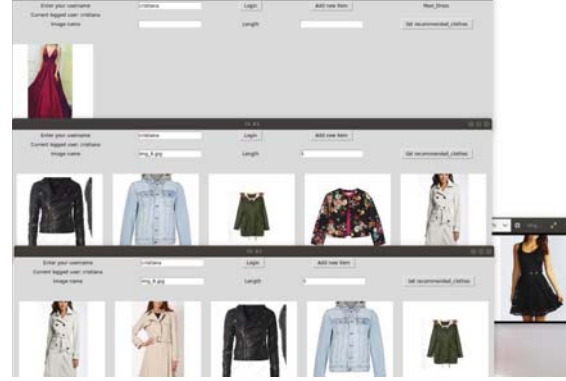 Enter your username cristiana Login Add new item Maxi_Dress
Current logged user: cristiana
Image name Length Get recommended_clothes
Enter your username cristiana Login Add new item
Current logged user: cristiana
Image name img_8.jpg Length 5 Get recommended_clothes
Enter your username cristiana Login Add new item
Current logged user: cristiana
Image name img_8.jpg Length 5 Get recommended_clothes